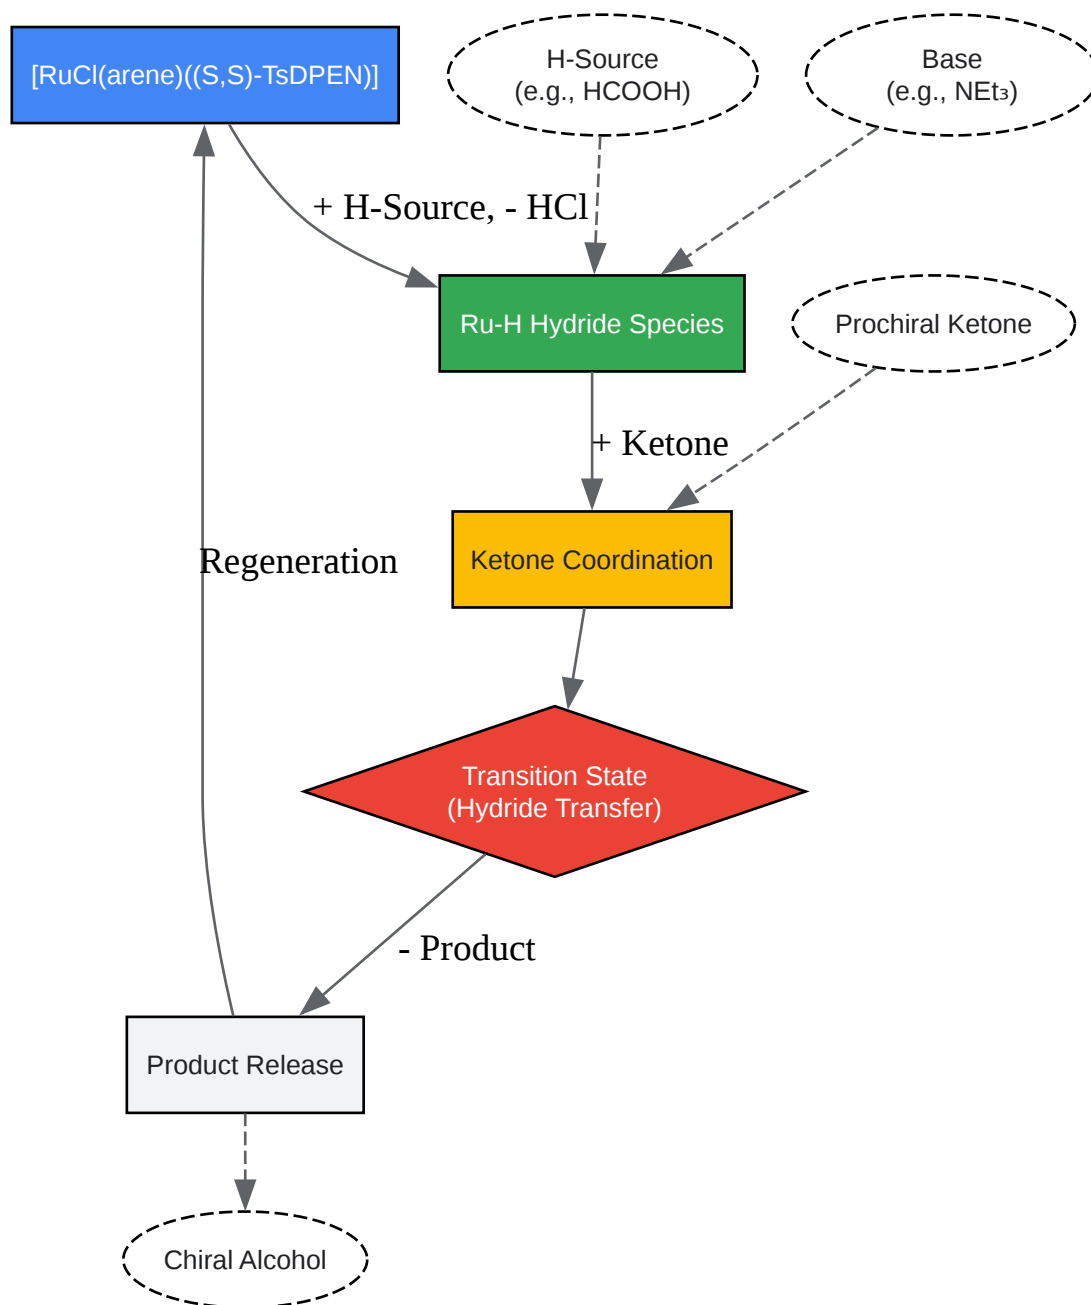 [RuCl(arene)((S,S)-TsDPEN)]
H-Source
(e.g., HCOOH)
Base
(e.g., NEt₃)
+ H-Source, - HCl
Ru-H Hydride Species
Prochiral Ketone
+ Ketone
Ketone Coordination
Regeneration
Transition State
(Hydride Transfer)
- Product
Product Release
Chiral Alcohol